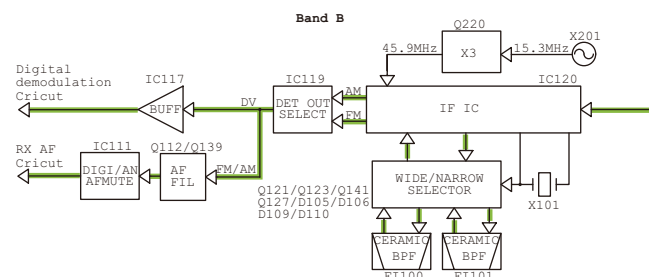 Band B
Q220
X201
45.9MHz
X3
15.3MHz
Digital
demodulation
Cricut
IC117
IC119
IC120
BUFF
DV
DET OUT
SELECT
AM
FM
IF IC
RX AF
Cricut
IC111
Q112/Q139
DIGI/AN
AFMUTE
AF
FIL
FM/AM
Q121/Q123/Q141
Q127/D105/D106
D109/D110
WIDE/NARROW
SELECTOR
X101
CERAMIC
BPF
CERAMIC
BPF
FI100
FI101